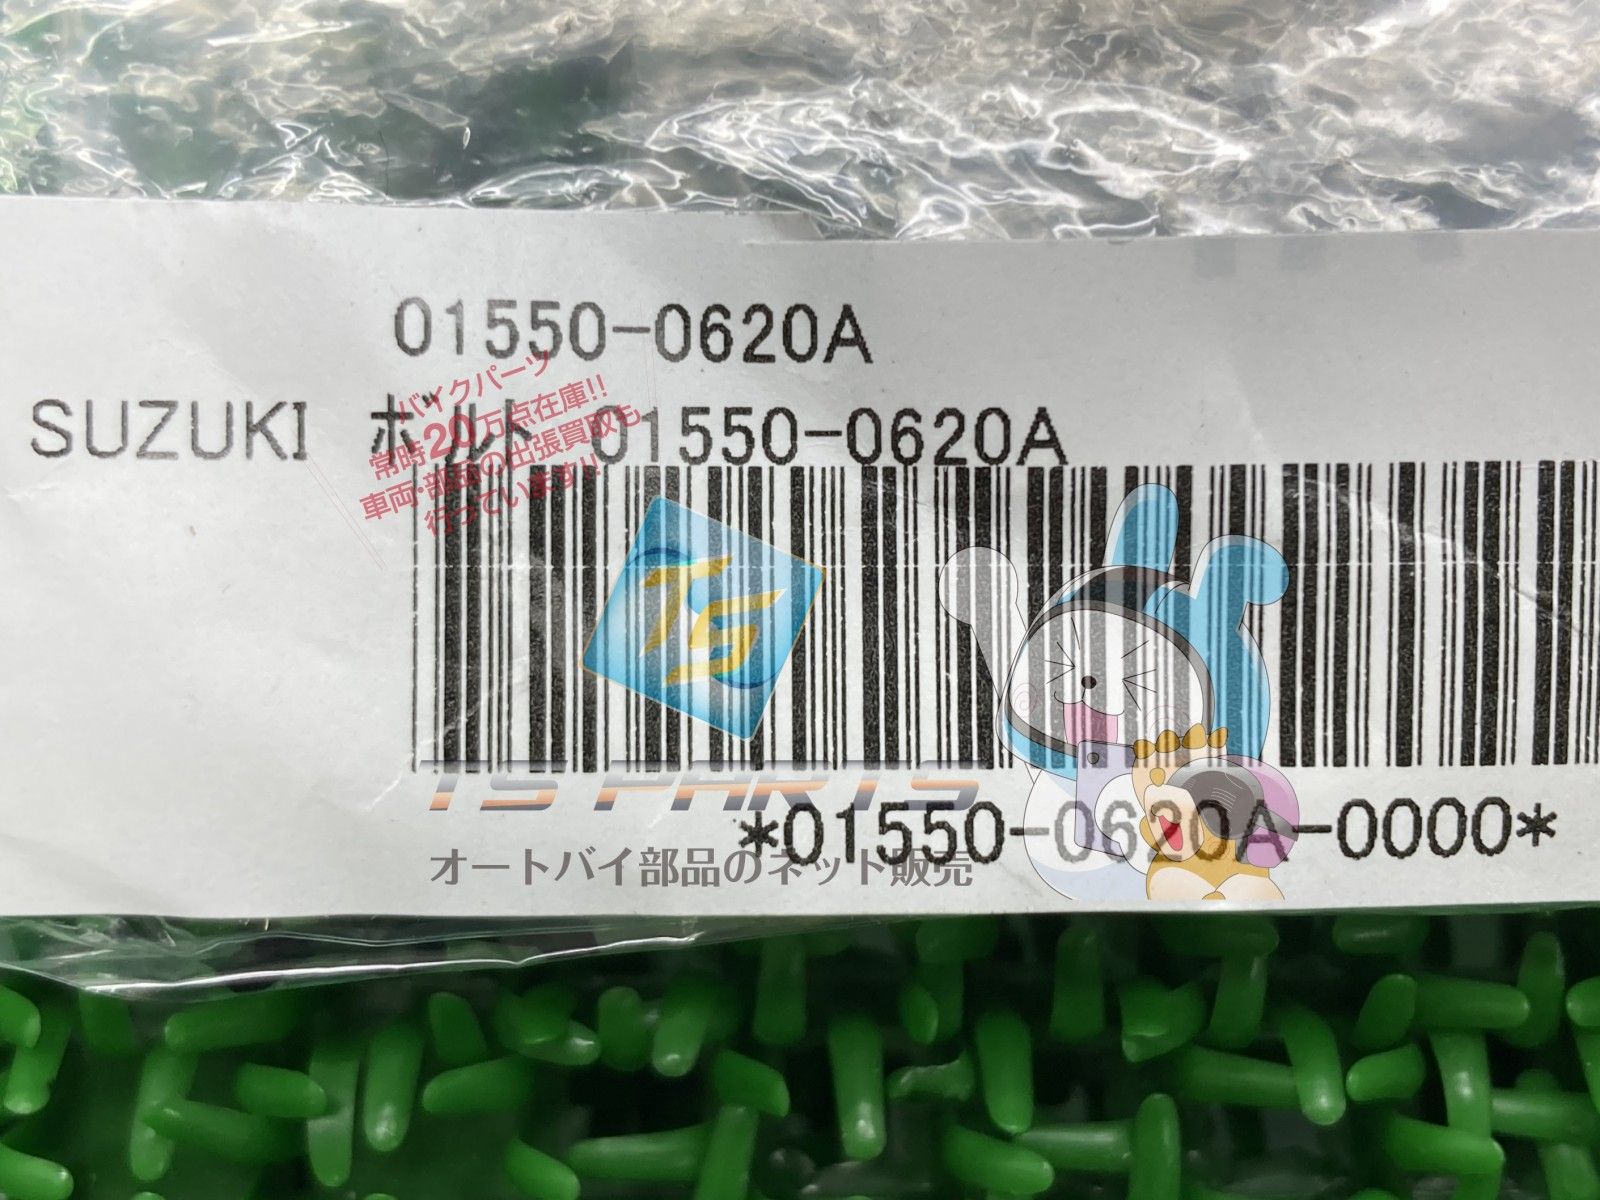 01550-0620A
SUZUKI ボルト 01550-0620A
バイクパーツ
常時20万点在庫!!
車両・部品の出張買取も
行っています!!
TS
TS PARTS
*01550-0620A-0000*
オートバイ部品のネット販売